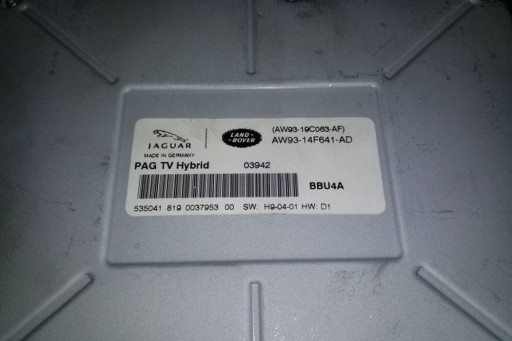 JAGUAR
LAND-
-ROVER
(AW93-19C063-AF)
AW93-14F641-AD
MADE IN GERMANY
PAG TV Hybrid 03942
BBU4A
535041 819 0037953 00 SW: H9-04-01 HW: D1